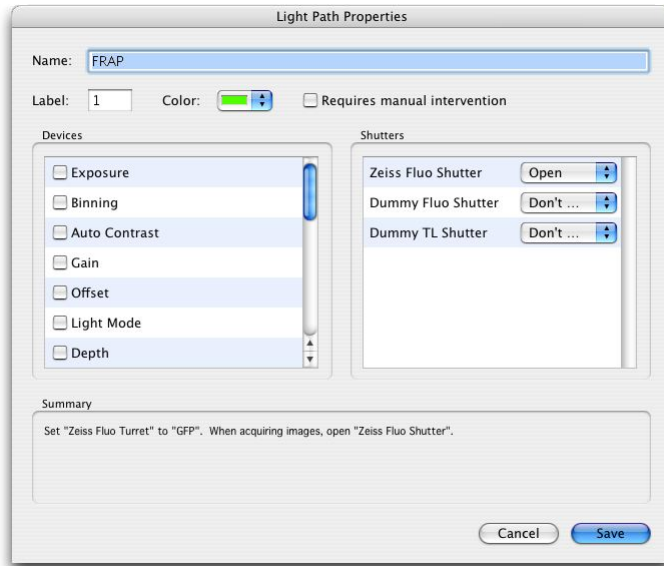 Light Path Properties
Name: FRAP
Label: 1 Color: Requires manual intervention
Devices
Exposure
Binning
Auto Contrast
Gain
Offset
Light Mode
Depth
Shutters
Zeiss Fluo Shutter Open
Dummy Fluo Shutter Don't ...
Dummy TL Shutter Don't ...
Summary
Set "Zeiss Fluo Turret" to "GFP". When acquiring images, open "Zeiss Fluo Shutter".
Cancel Save